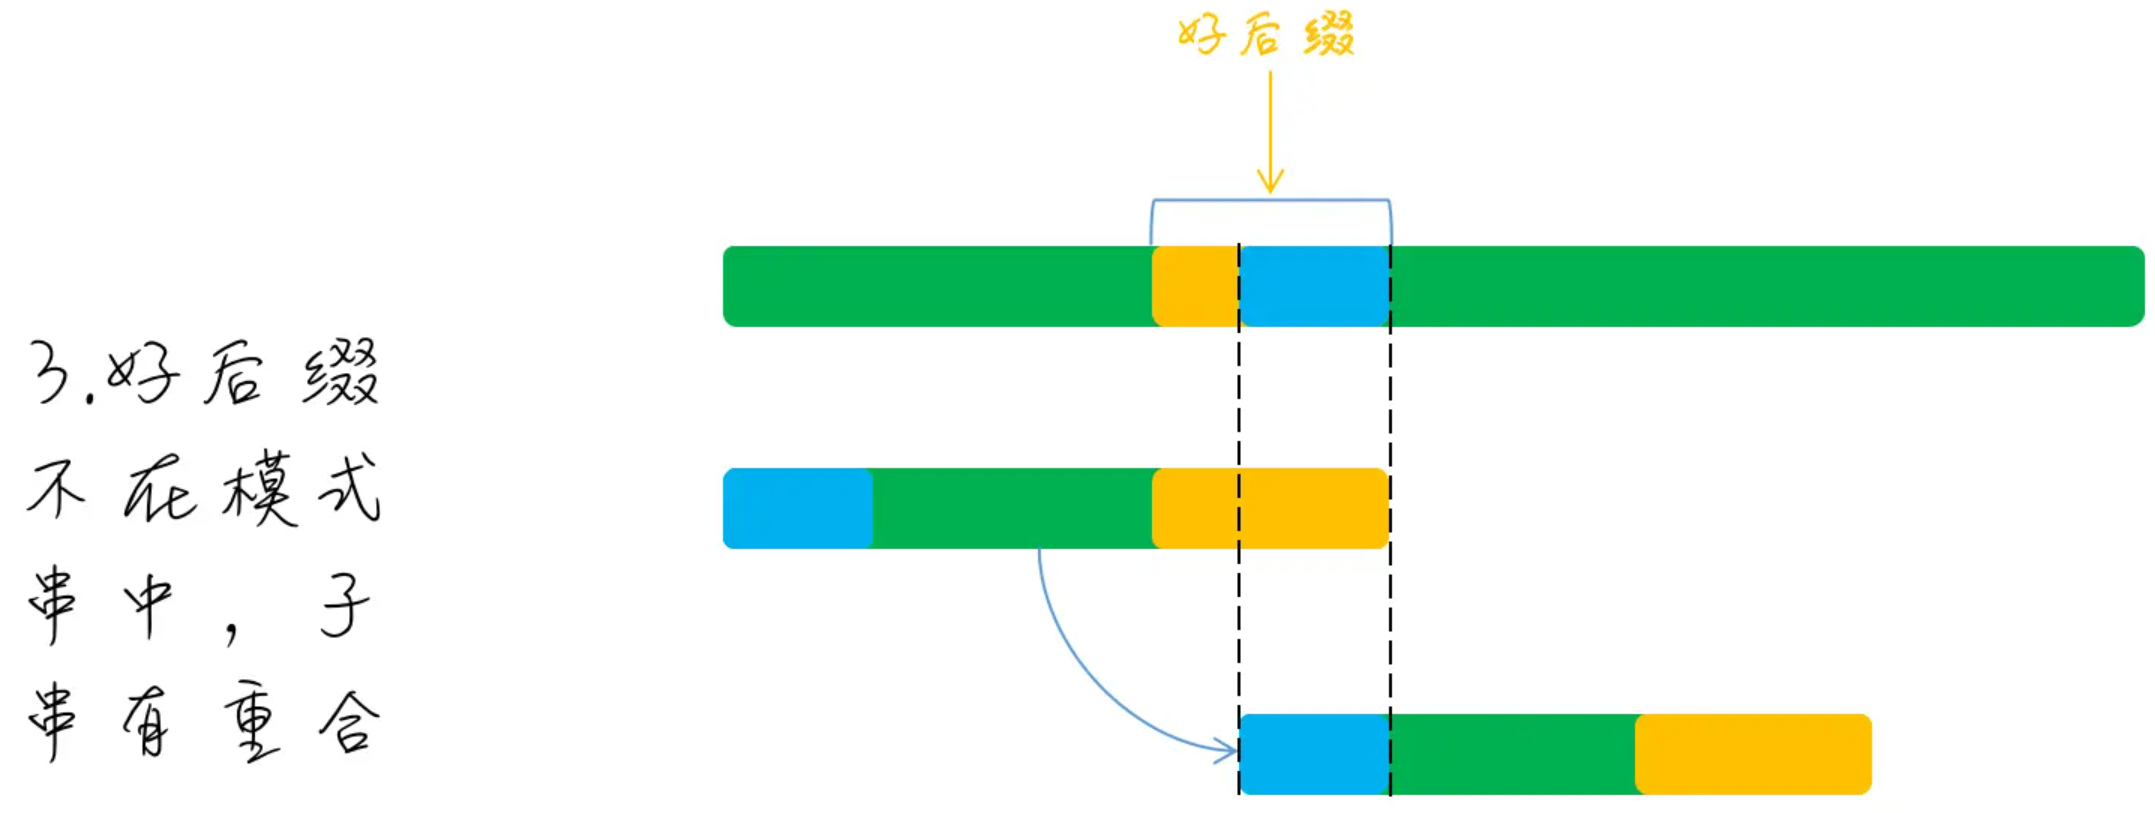 好后缀
3.好后缀
不在模式
串中，子
串有重合